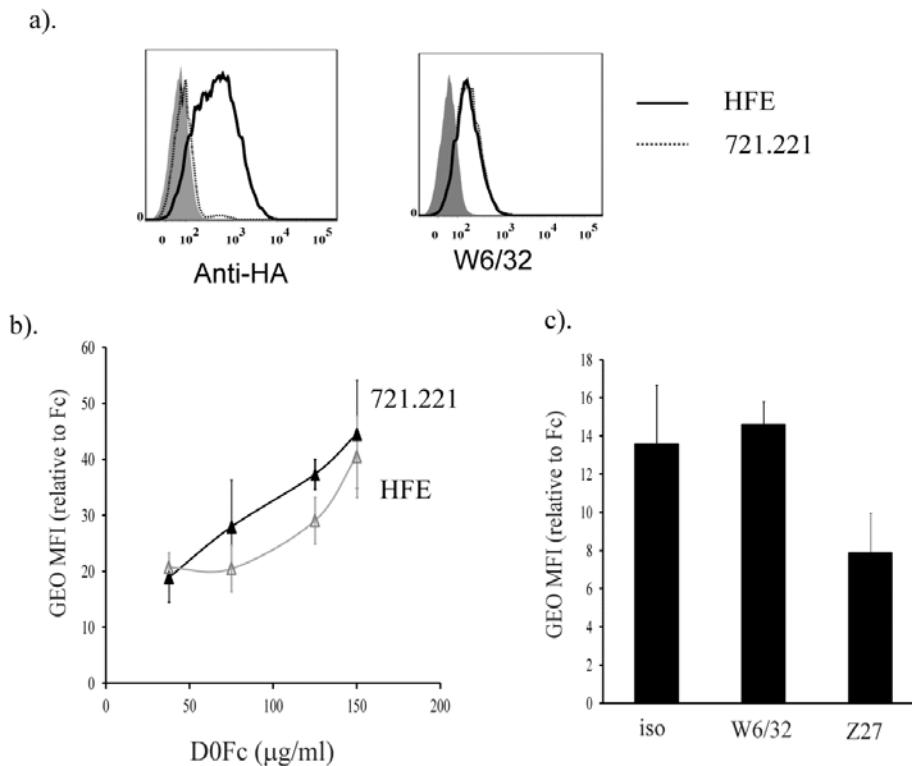 a).
0
0 10² 10³ 10⁴ 10⁵
Anti-HA
0
0 10² 10³ 10⁴ 10⁵
W6/32
HFE
721.221
b).
GEO MFI (relative to Fc)
60
50
40
30
20
10
0
0 50 100 150 200
D0Fc (μg/ml)
721.221
HFE
c).
GEO MFI (relative to Fc)
18
16
14
12
10
8
6
4
2
0
iso W6/32 Z27